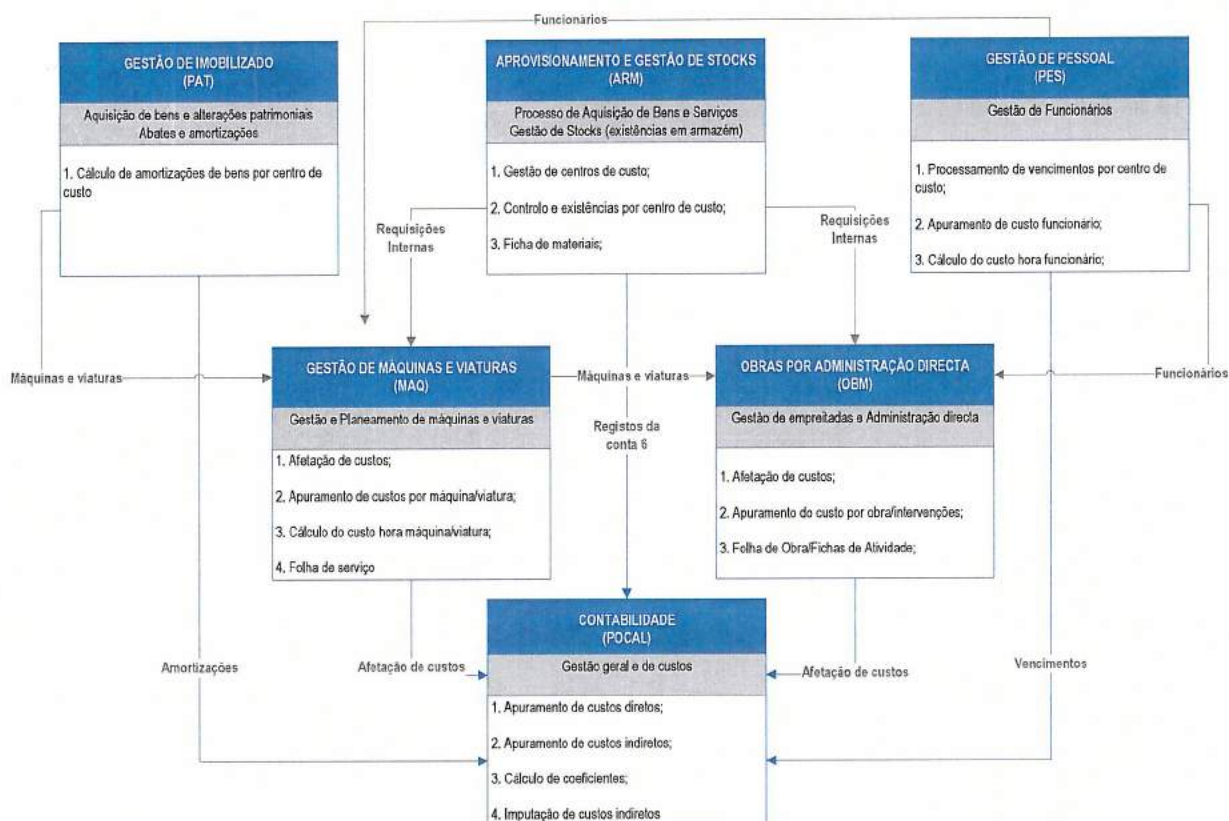 Funcionários
GESTÃO DE IMOBILIZADO
(PAT)
Aquisição de bens e alterações patrimoniais
Abates e amortizações
1. Cálculo de amortizações de bens por centro de
custo
APROVISIONAMENTO E GESTÃO DE STOCKS
(ARM)
Processo de Aquisição de Bens e Serviços
Gestão de Stocks (existências em armazém)
1. Gestão de centros de custo;
2. Controlo e existências por centro de custo;
3. Ficha de materiais;
GESTÃO DE PESSOAL
(PES)
Gestão de Funcionários
1. Processamento de vencimentos por centro de
custo;
2. Apuramento de custo funcionário;
3. Cálculo do custo hora funcionário;
Requisições
Internas
Requisições
Internas
Máquinas e viaturas
GESTÃO DE MÁQUINAS E VIATURAS
(MAQ)
Gestão e Planeamento de máquinas e viaturas
1. Afetação de custos;
2. Apuramento de custos por máquina/viatura;
3. Cálculo do custo hora máquina/viatura;
4. Folha de serviço
Máquinas e viaturas
Registos da
conta 6
OBRAS POR ADMINISTRAÇÃO DIRECTA
(OBM)
Gestão de empreitadas e Administração directa
1. Afetação de custos;
2. Apuramento do custo por obra/intervenções;
3. Folha de Obra/Fichas de Atividade;
Funcionários
Amortizações
Afetação de custos
CONTABILIDADE
(POCAL)
Gestão geral e de custos
1. Apuramento de custos diretos;
2. Apuramento de custos indiretos;
3. Cálculo de coeficientes;
4. Imputação de custos indiretos
Afetação de custos
Vencimentos